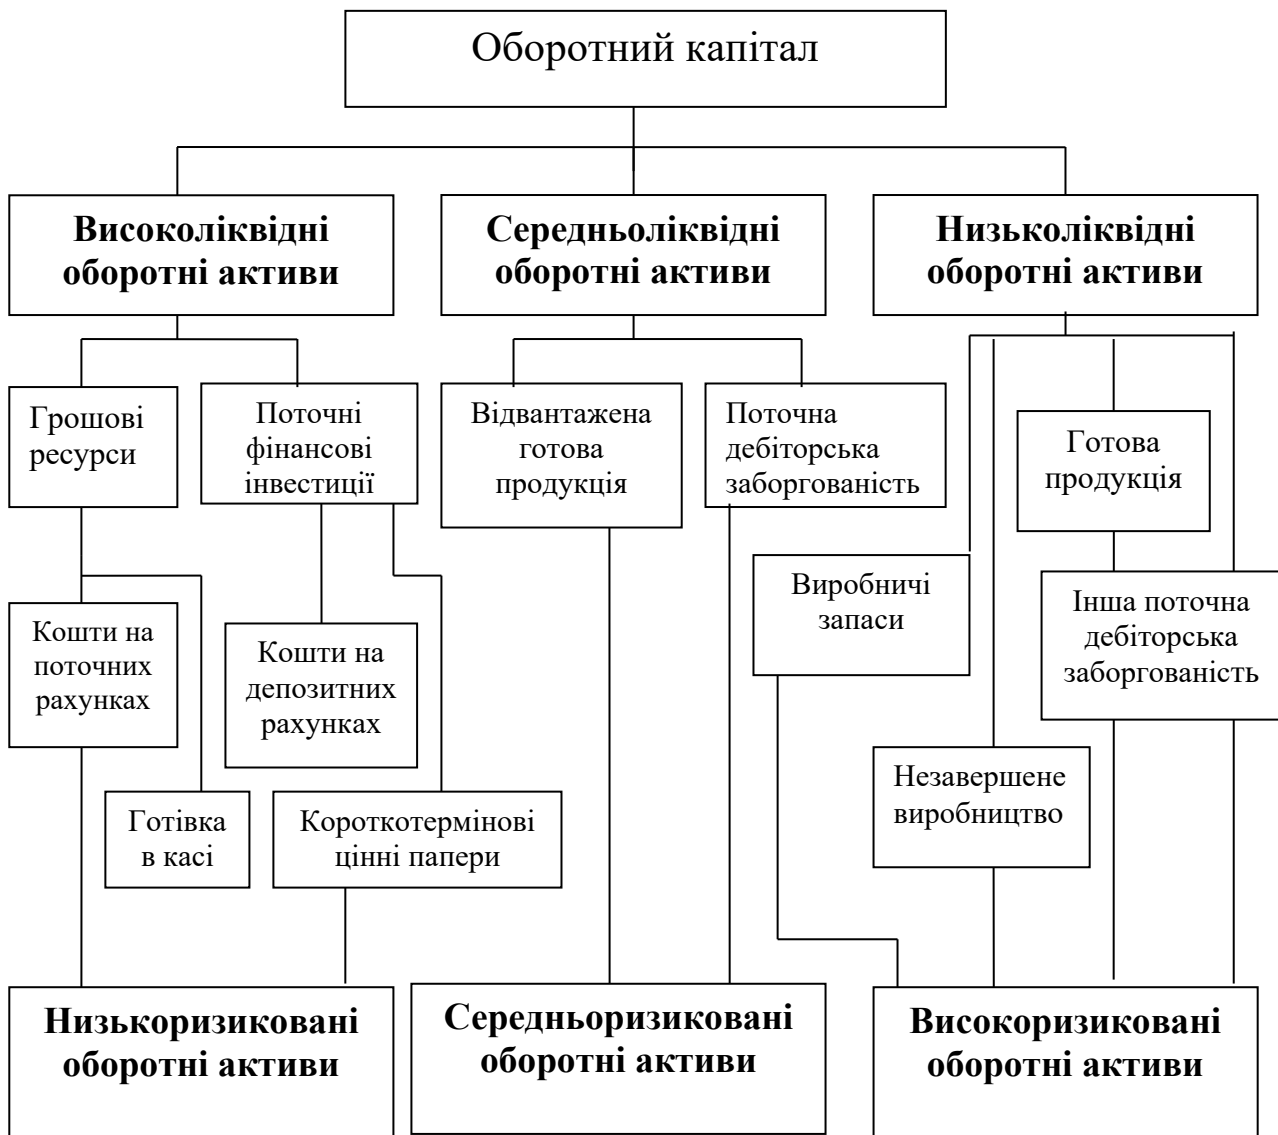 Оборотний капітал
Високоліквідні
оборотні активи
Середньоліквідні
оборотні активи
Низьколіквідні
оборотні активи
Грошові
ресурси
Поточні
фінансові
інвестиції
Відвантажена
готова
продукція
Поточна
дебіторська
заборгованість
Готова
продукція
Виробничі
запаси
Інша поточна
дебіторська
заборгованість
Кошти на
поточних
рахунках
Кошти на
депозитних
рахунках
Незавершене
виробництво
Готівка
в касі
Короткотермінові
цінні папери
Низькоризиковані
оборотні активи
Середньоризиковані
оборотні активи
Високоризиковані
оборотні активи